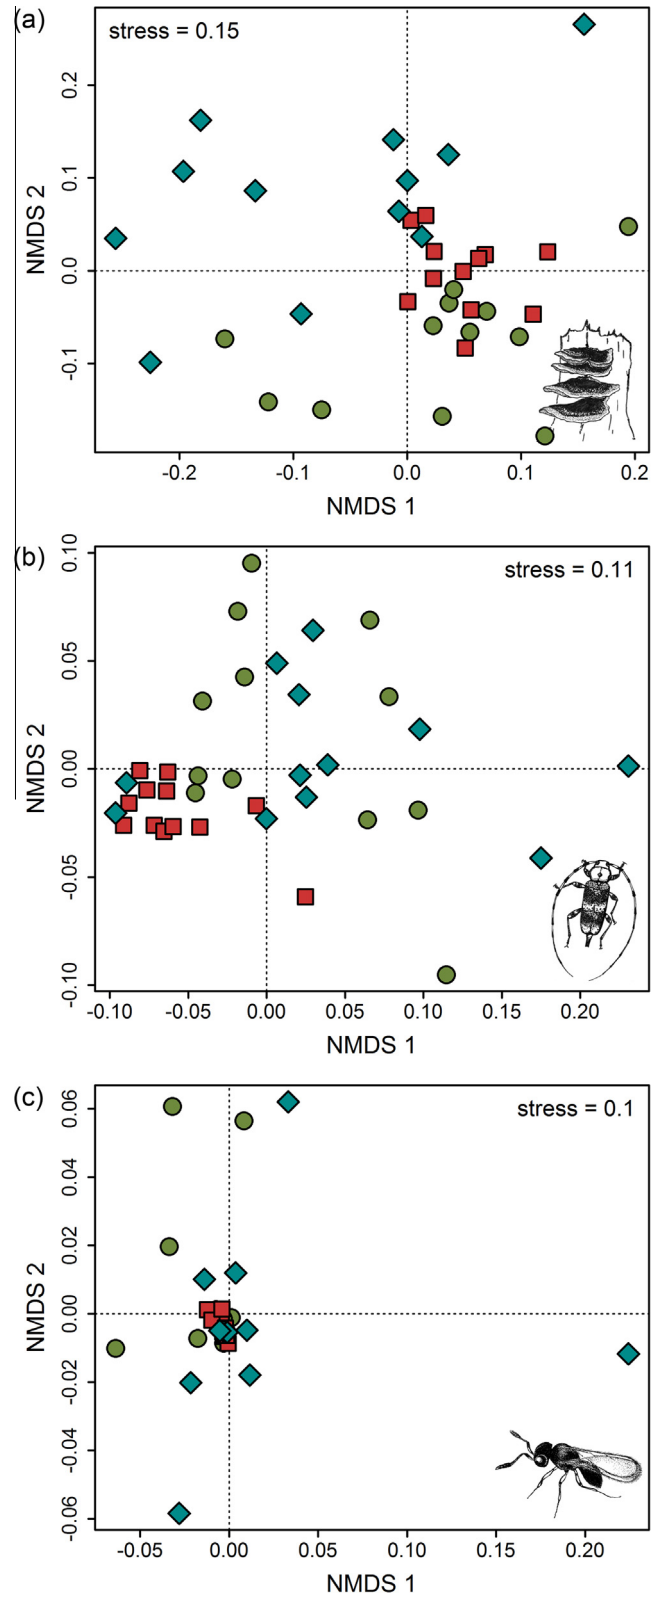 (a)
stress = 0.15
NMDS 2
0.2
0.1
0.0
-0.1
-0.2 -0.1 0.0 0.1 0.2
NMDS 1
(b)
stress = 0.11
NMDS 2
0.10
0.05
0.00
-0.05
-0.10
-0.10 -0.05 0.00 0.05 0.10 0.15 0.20
NMDS 1
(c)
stress = 0.1
NMDS 2
0.06
0.04
0.02
0.00
-0.02
-0.04
-0.06
-0.05 0.00 0.05 0.10 0.15 0.20
NMDS 1